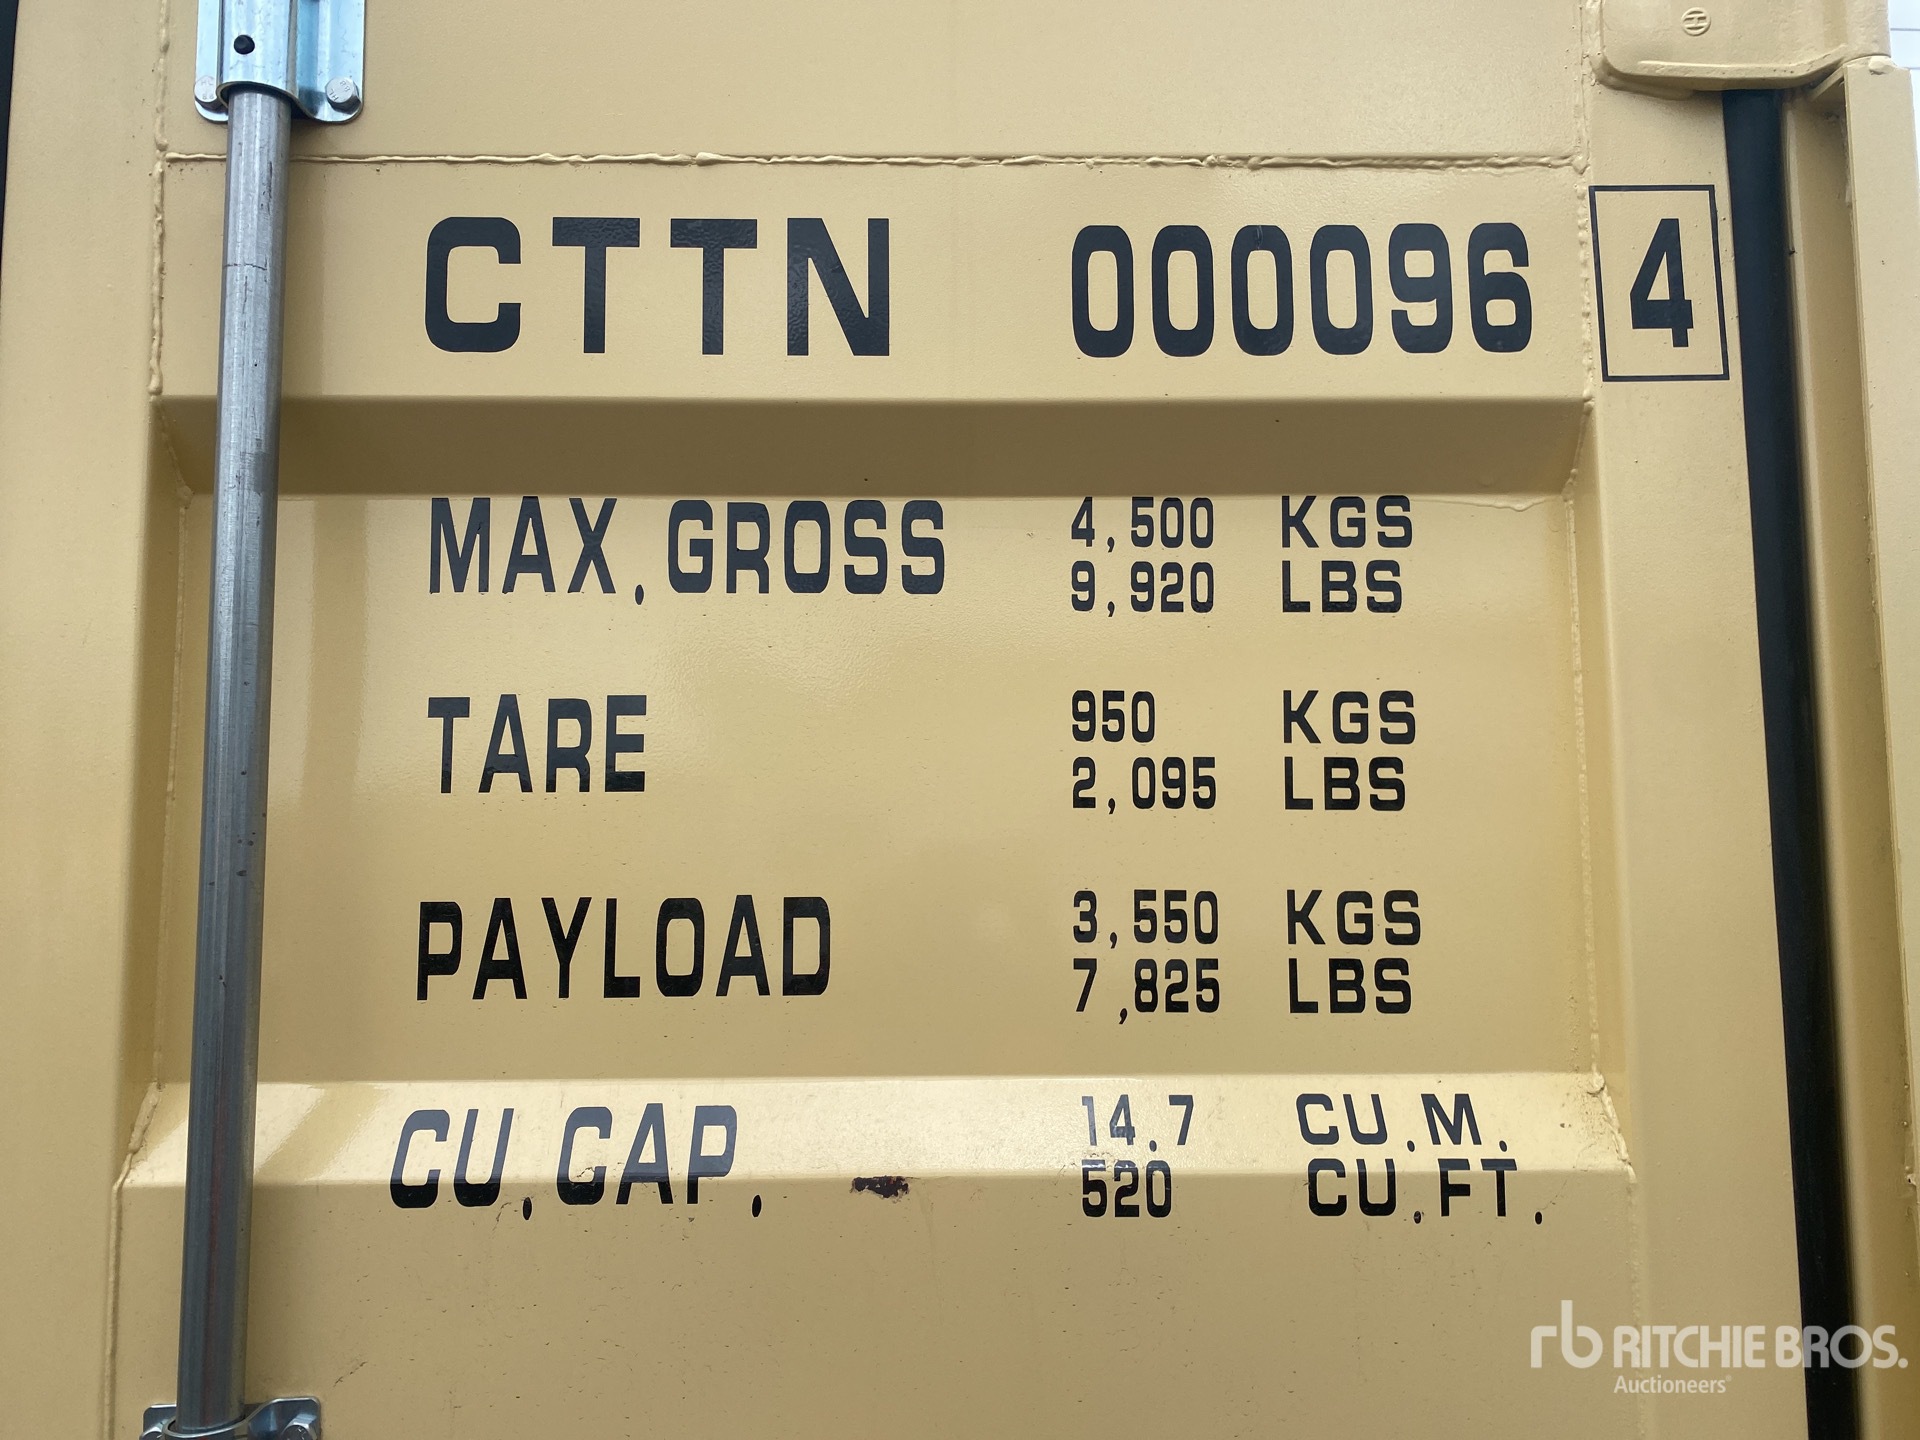 CTTN 000096 4
MAX.GROSS 4,500 KGS
9,920 LBS
TARE 950 KGS
2,095 LBS
PAYLOAD 3,550 KGS
7,825 LBS
CU.CAP. 14.7 CU.M.
520 CU.FT.
rb RITCHIE BROS.
Auctioneers